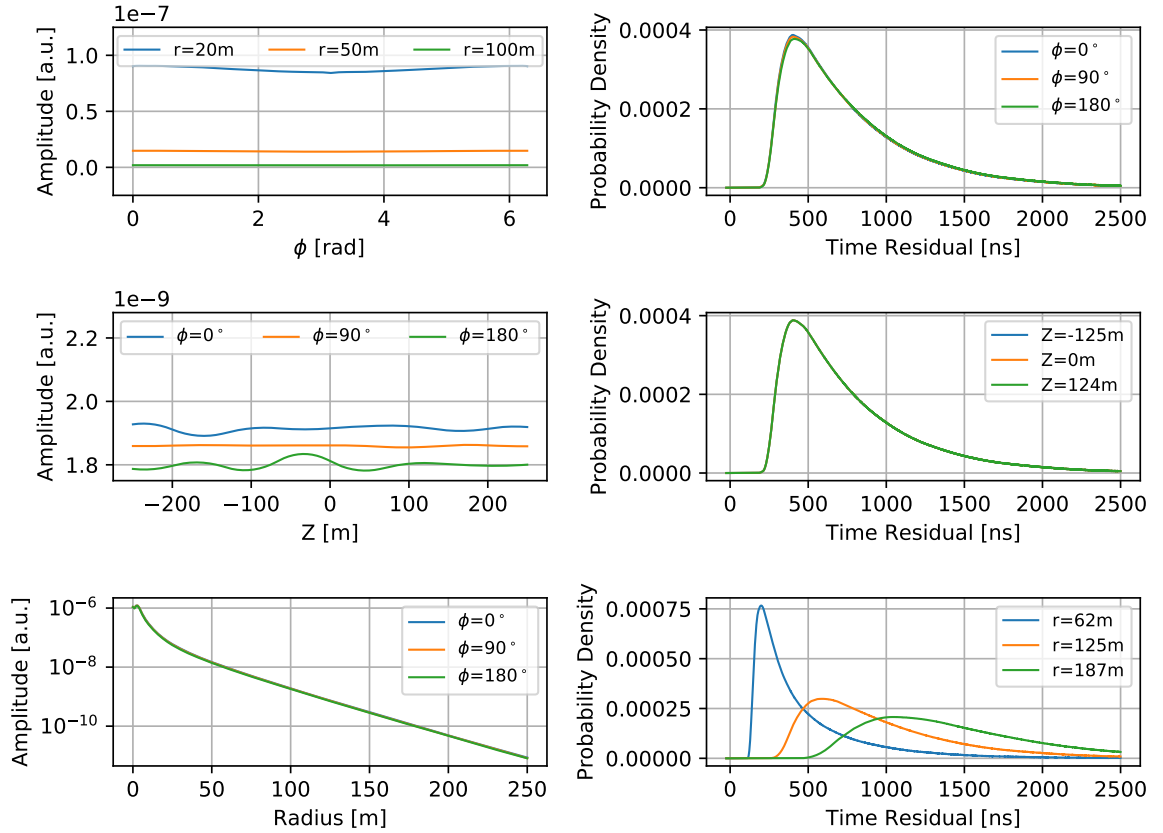 1e−7
Amplitude [a.u.]
1.0
0.5
0.0
r=20m r=50m r=100m
0 2 4 6
ϕ [rad]
Probability Density
0.0004
0.0002
0.0000
ϕ=0°
ϕ=90°
ϕ=180°
0 500 1000 1500 2000 2500
Time Residual [ns]
1e−9
Amplitude [a.u.]
2.2
2.0
1.8
ϕ=0° ϕ=90° ϕ=180°
−200 −100 0 100 200
Z [m]
Probability Density
0.0004
0.0002
0.0000
Z=-125m
Z=0m
Z=124m
0 500 1000 1500 2000 2500
Time Residual [ns]
Amplitude [a.u.]
10⁻⁶
10⁻⁸
10⁻¹⁰
ϕ=0°
ϕ=90°
ϕ=180°
0 50 100 150 200 250
Radius [m]
Probability Density
0.00075
0.00050
0.00025
0.00000
r=62m
r=125m
r=187m
0 500 1000 1500 2000 2500
Time Residual [ns]